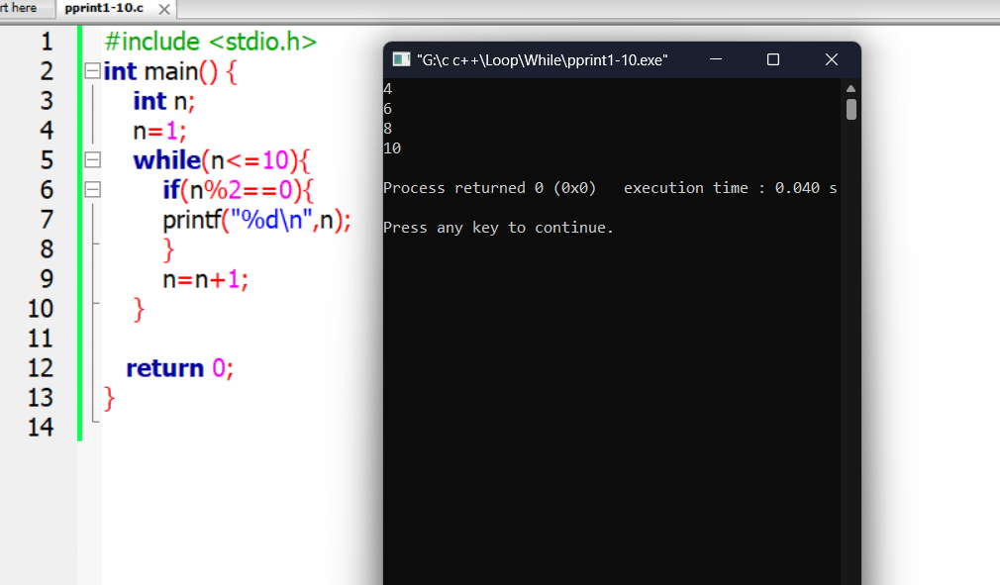 rt here pprint1-10.c
1 #include <stdio.h>
2 int main() {
3 int n;
4 n=1;
5 while(n<=10){
6 if(n%2==0){
7 printf("%d\n",n);
8 }
9 n=n+1;
10 }
11
12 return 0;
13 }
14
"G:\c c++\Loop\While\pprint1-10.exe"
4
6
8
10
Process returned 0 (0x0) execution time : 0.040 s
Press any key to continue.